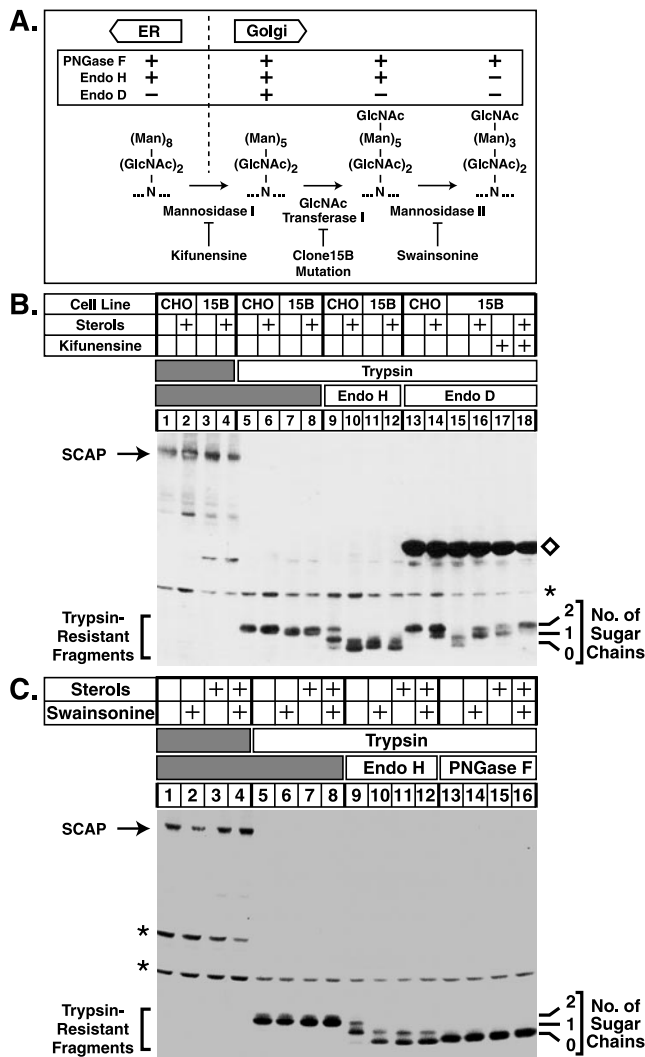 A.
ER Golgi
PNGase F + + + +
Endo H + + + −
Endo D − + − −
GlcNAc GlcNAc
(Man)8 (Man)5 (Man)5 (Man)3
(GlcNAc)2 (GlcNAc)2 (GlcNAc)2 (GlcNAc)2
...N... ...N... ...N... ...N...
Mannosidase I GlcNAc Transferase I Mannosidase II
Kifunensine Clone15B Mutation Swainsonine
B.
Cell Line CHO 15B CHO 15B CHO 15B CHO 15B
Sterols + + + + + + + + +
Kifunensine + +
Trypsin
Endo H Endo D
1 2 3 4 5 6 7 8 9 10 11 12 13 14 15 16 17 18
SCAP
*
Trypsin-
Resistant
Fragments
2
1
0
No. of
Sugar
Chains
C.
Sterols + + + + + + + +
Swainsonine + + + + + + + +
Trypsin
Endo H PNGase F
1 2 3 4 5 6 7 8 9 10 11 12 13 14 15 16
SCAP
*
*
Trypsin-
Resistant
Fragments
2
1
0
No. of
Sugar
Chains